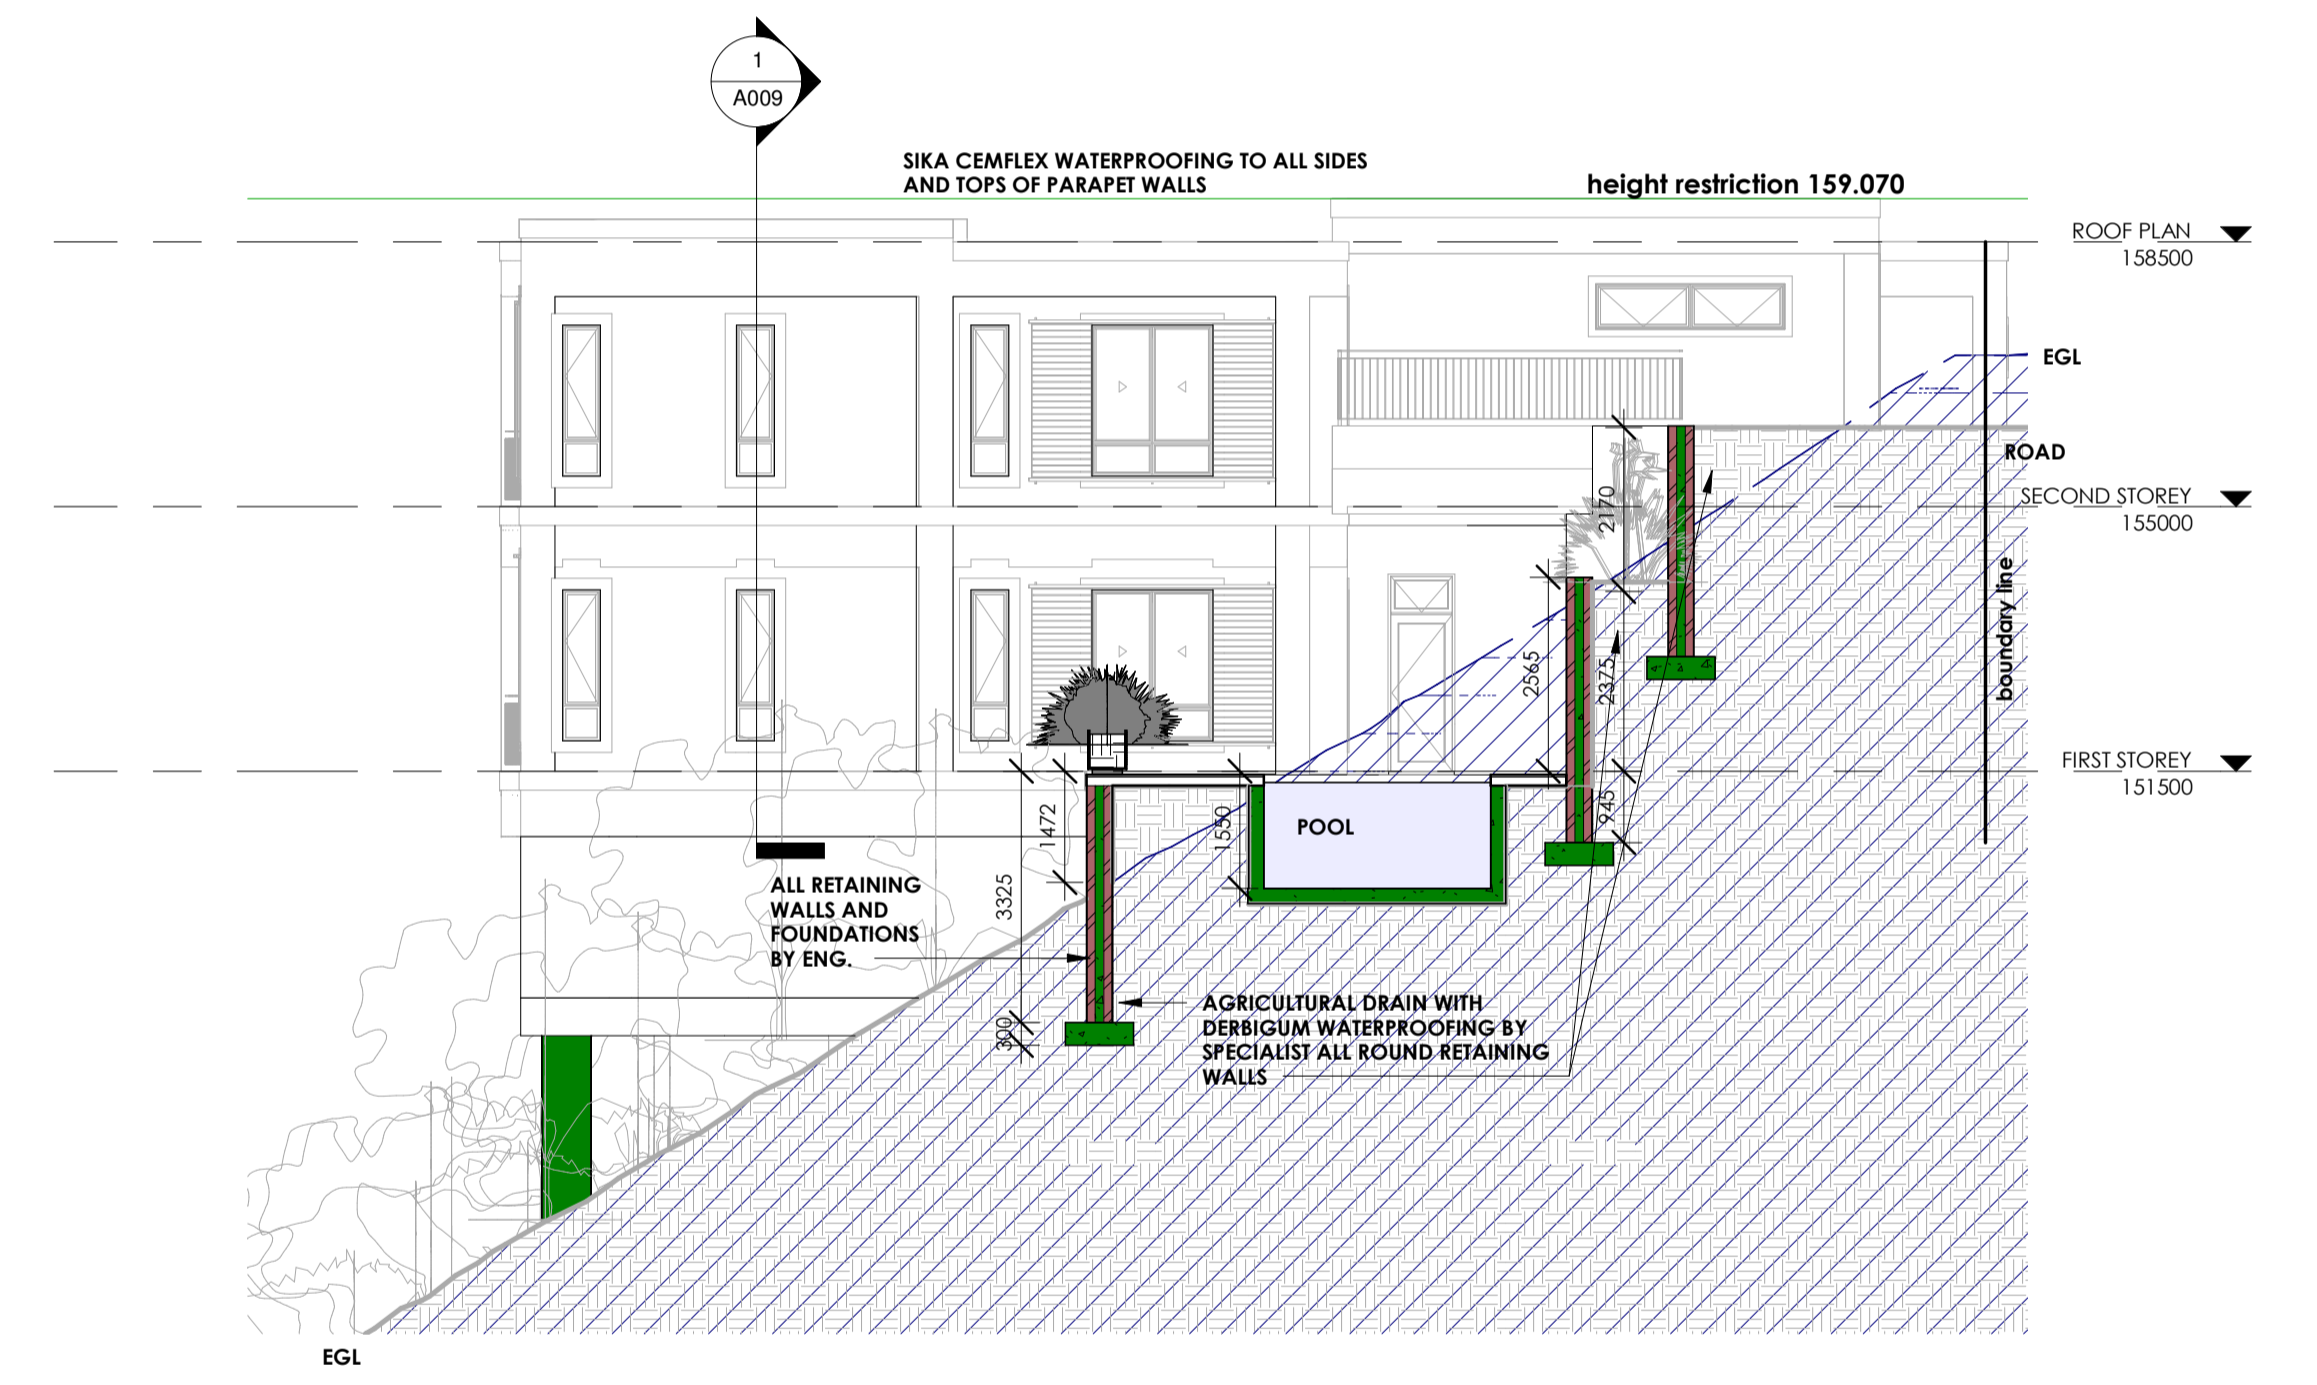 1
A009
SIKA CEMFLEX WATERPROOFING TO ALL SIDES
AND TOPS OF PARAPET WALLS
height restriction 159.070
ROOF PLAN
158500
EGL
ROAD
SECOND STOREY
155000
2170
boundary line
2565
2375
FIRST STOREY
151500
945
1472
1550
POOL
3325
ALL RETAINING
WALLS AND
FOUNDATIONS
BY ENG.
300
AGRICULTURAL DRAIN WITH
DERBIGUM WATERPROOFING BY
SPECIALIST ALL ROUND RETAINING
WALLS
EGL